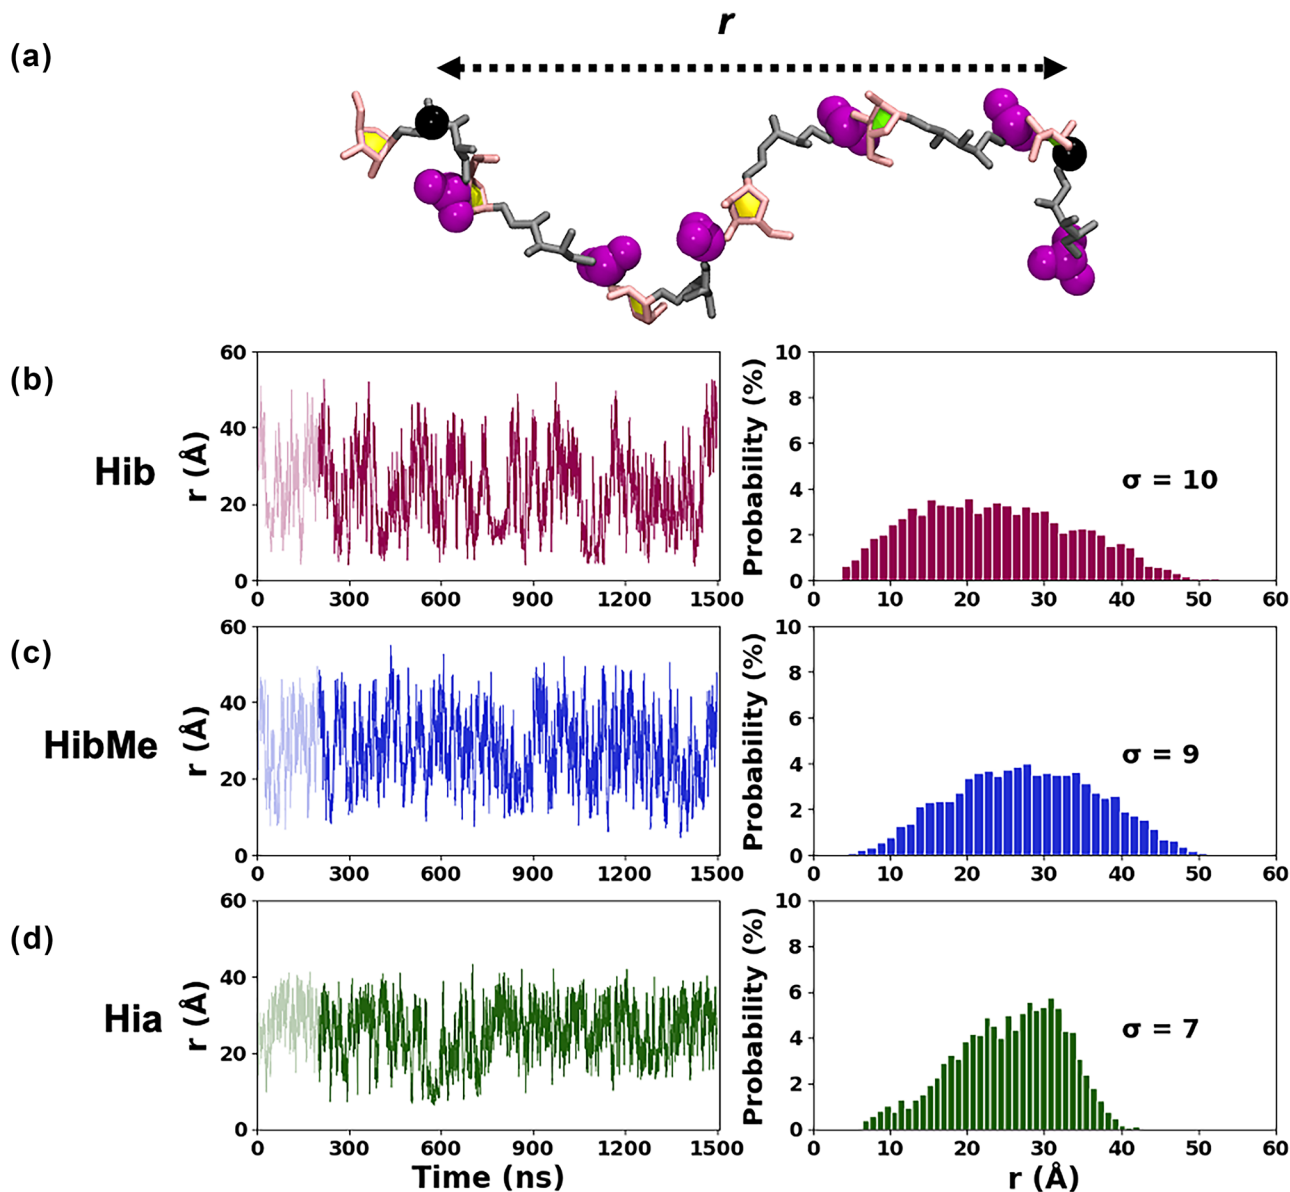 (a)
r
(b)
Hib
r (Å)
60
40
20
0
0 300 600 900 1200 1500
Probability (%)
10
8
6
4
2
0
σ = 10
0 10 20 30 40 50 60
(c)
HibMe
r (Å)
60
40
20
0
0 300 600 900 1200 1500
Probability (%)
10
8
6
4
2
0
σ = 9
0 10 20 30 40 50 60
(d)
Hia
r (Å)
60
40
20
0
0 300 600 900 1200 1500
Time (ns)
Probability (%)
10
8
6
4
2
0
σ = 7
0 10 20 30 40 50 60
r (Å)